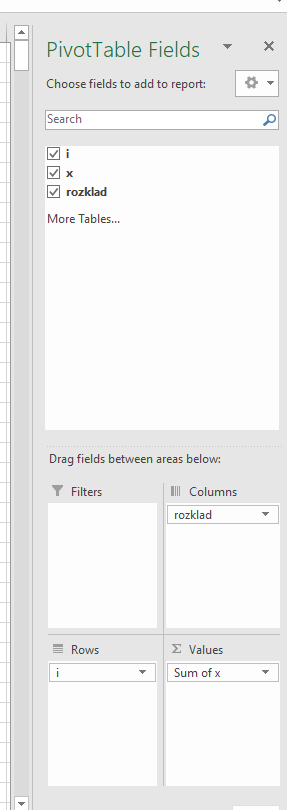 PivotTable Fields
Choose fields to add to report:
Search
i
x
rozklad
More Tables...
Drag fields between areas below:
Filters
Columns
rozklad
Rows
Values
i
Sum of x